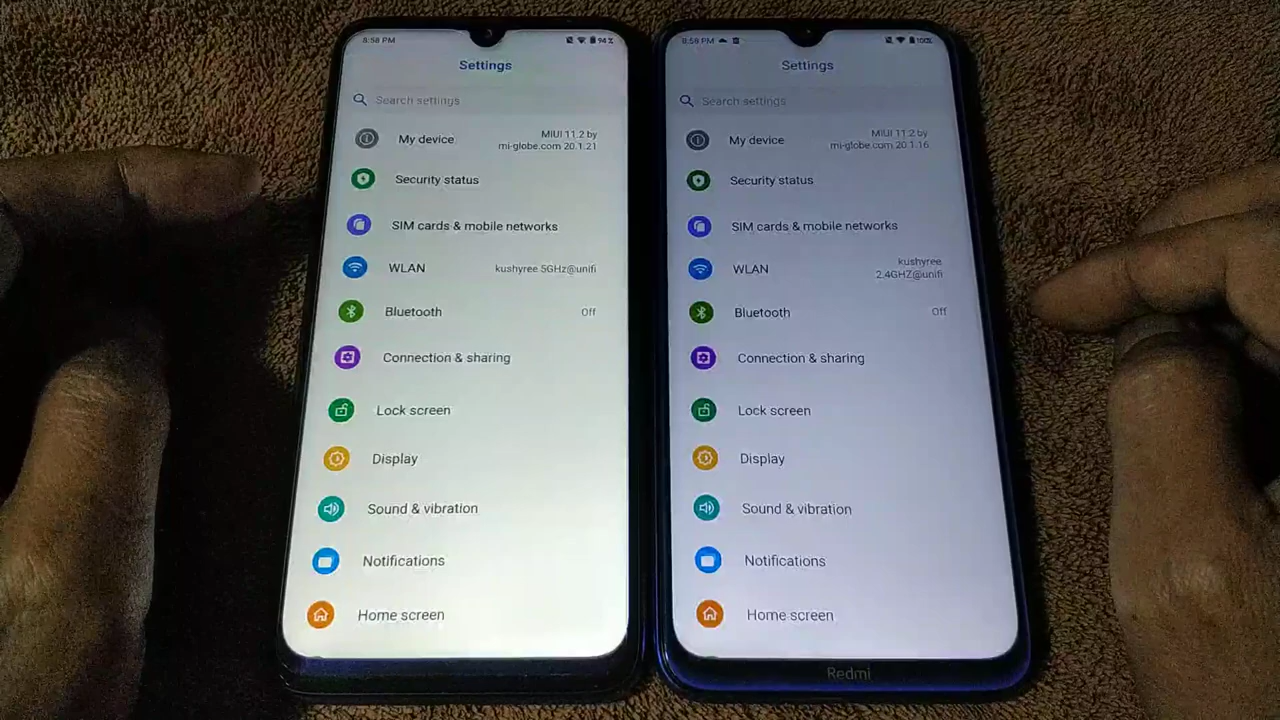 8:58 PM
94%
Settings
Search settings
My device
MIUI 11.2 by
mi-globe.com 20.1.21
Security status
SIM cards & mobile networks
WLAN
kushyree 5GHz@unifi
Bluetooth
Off
Connection & sharing
Lock screen
Display
Sound & vibration
Notifications
Home screen
8:58 PM
100%
Settings
Search settings
My device
MIUI 11.2 by
mi-globe.com 20.1.16
Security status
SIM cards & mobile networks
WLAN
kushyree
2.4GHZ@unifi
Bluetooth
Off
Connection & sharing
Lock screen
Display
Sound & vibration
Notifications
Home screen
Redmi